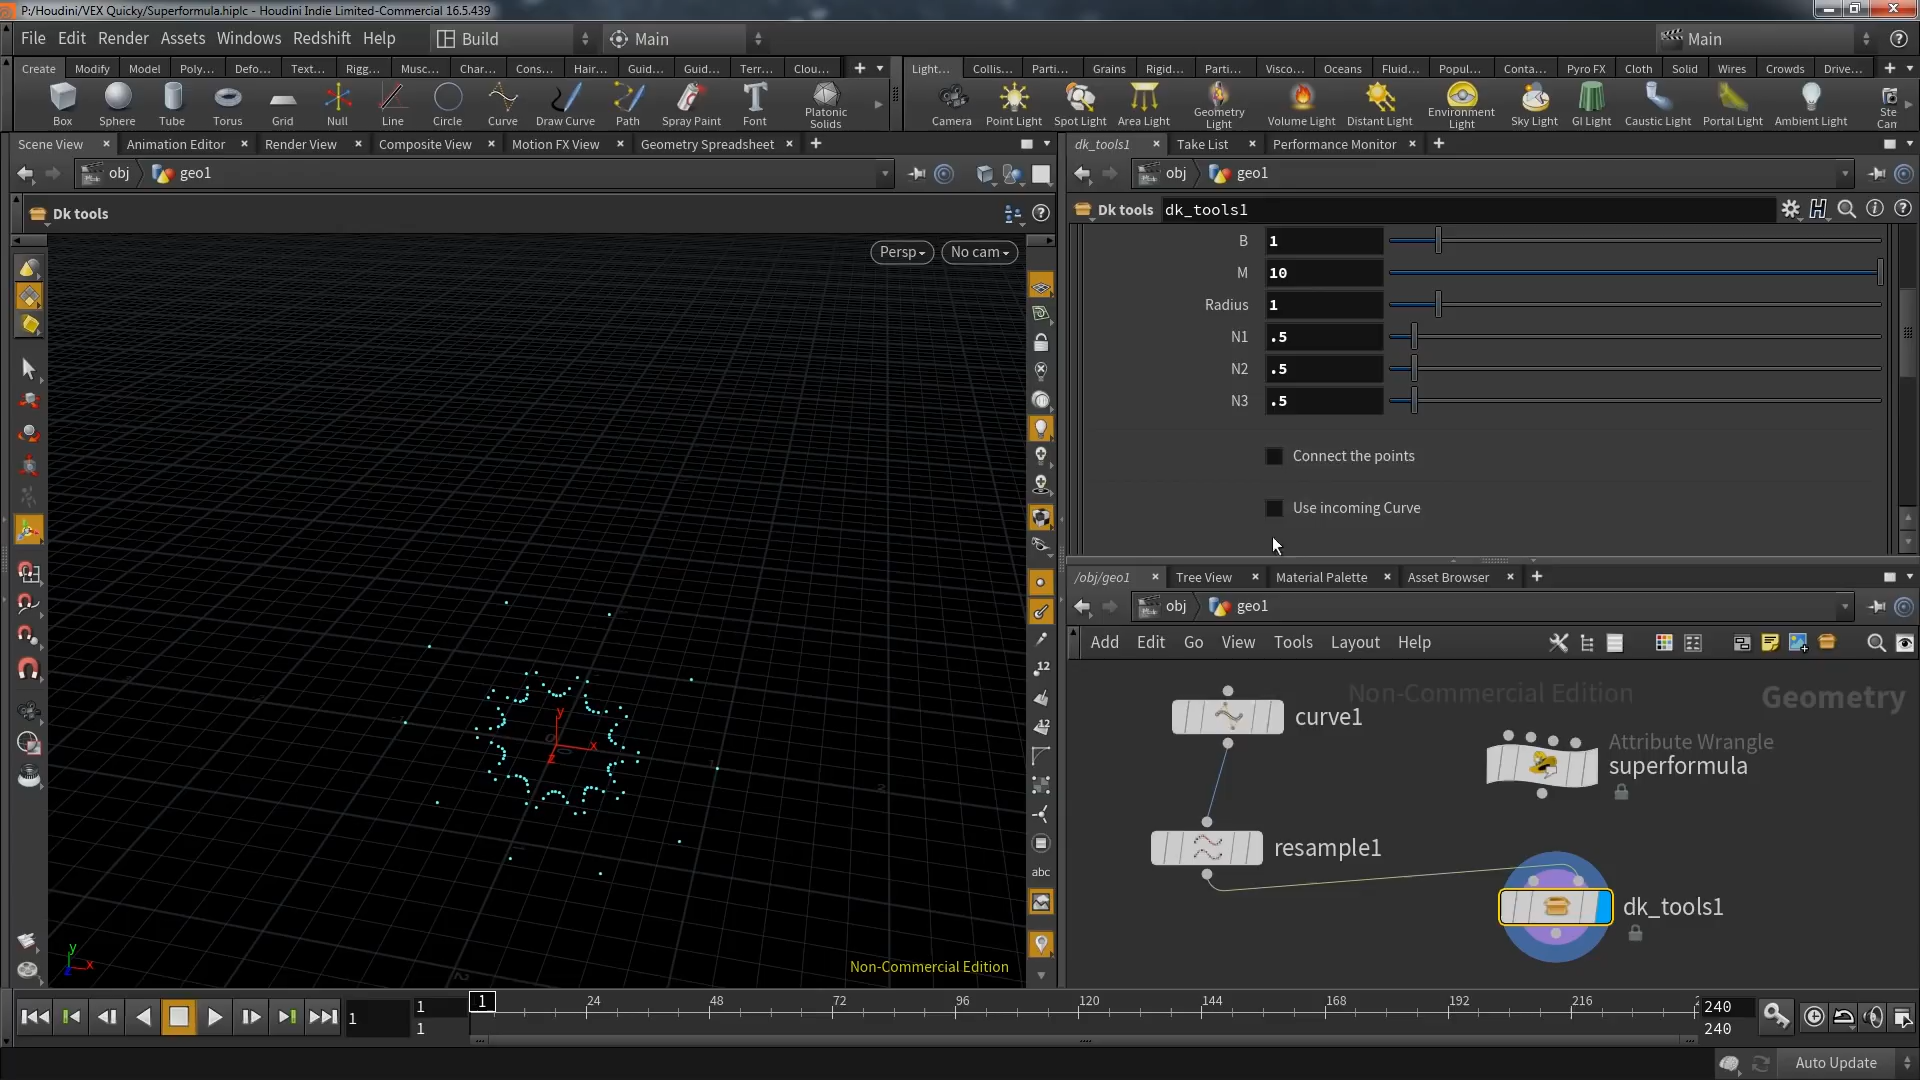 P:/Houdini/VEX Quicky/Superformula.hiplc - Houdini Indie Limited-Commercial 16.5.439
File Edit Render Assets Windows Redshift Help Build Main Main
Create Modify Model Poly... Defo... Text... Rigg... Musc... Char... Cons... Hair... Guid... Guid... Terr... Clou...
Light... Collis... Parti... Grains Rigid... Parti... Visco... Oceans Fluid... Popul... Conta... Pyro FX Cloth Solid Wires Crowds Drive...
Box Sphere Tube Torus Grid Null Line Circle Curve Draw Curve Path Spray Paint Font Platonic Solids
Camera Point Light Spot Light Area Light Geometry Light Volume Light Distant Light Environment Light Sky Light GI Light Caustic Light Portal Light Ambient Light Ste Cam
Scene View Animation Editor Render View Composite View Motion FX View Geometry Spreadsheet
dk_tools1 Take List Performance Monitor
obj geo1
obj geo1
Dk tools
Dk tools dk_tools1
Persp No cam
B 1
M 10
Radius 1
N1 .5
N2 .5
N3 .5
Connect the points
Use incoming Curve
/obj/geo1 Tree View Material Palette Asset Browser
obj geo1
Add Edit Go View Tools Layout Help
Non-Commercial Edition
Geometry
curve1
Attribute Wrangle
superformula
resample1
dk_tools1
y
x
z
12
12
abc
y
x
Non-Commercial Edition
1
1
1
1 24 48 72 96 120 144 168 192 216
240
240
Auto Update